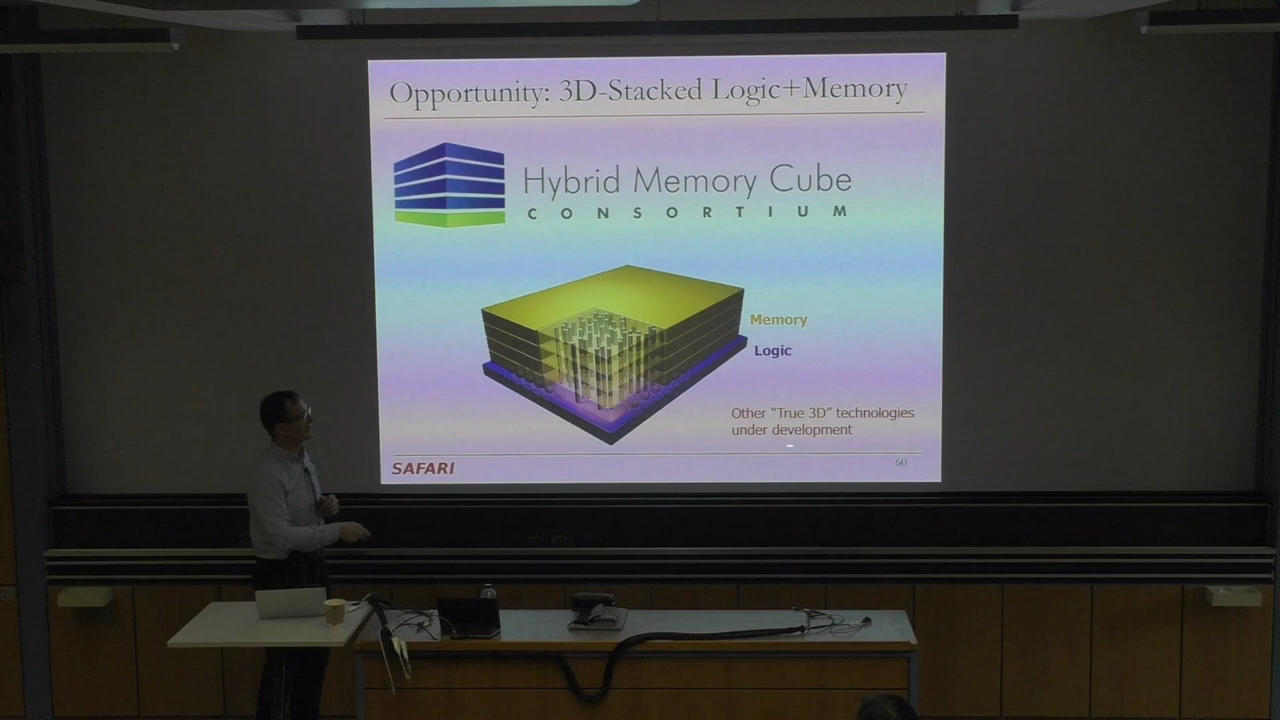 Opportunity: 3D-Stacked Logic+Memory
Hybrid Memory Cube
CONSORTIUM
Memory
Logic
Other "True 3D" technologies
under development
SAFARI
60